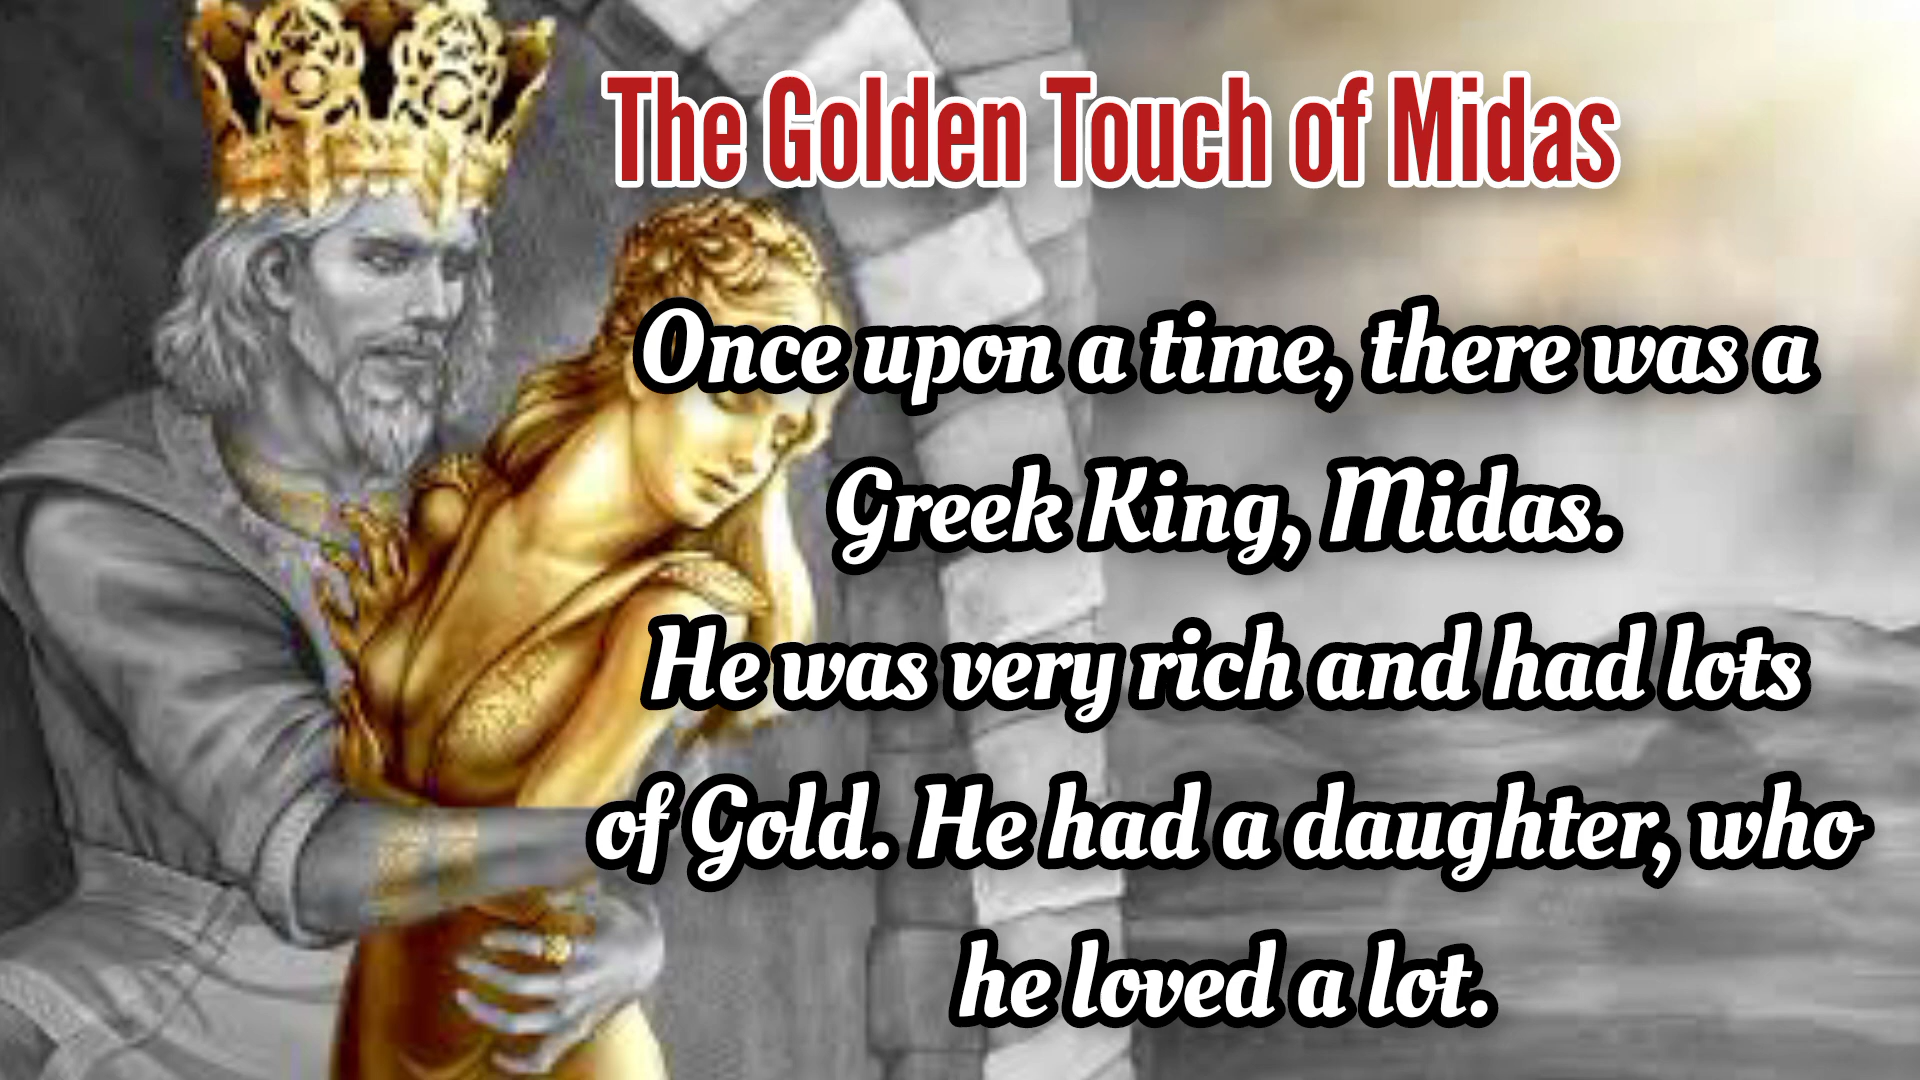 The Golden Touch of Midas
Once upon a time, there was a
Greek King, Midas.
He was very rich and had lots
of Gold. He had a daughter, who
he loved a lot.